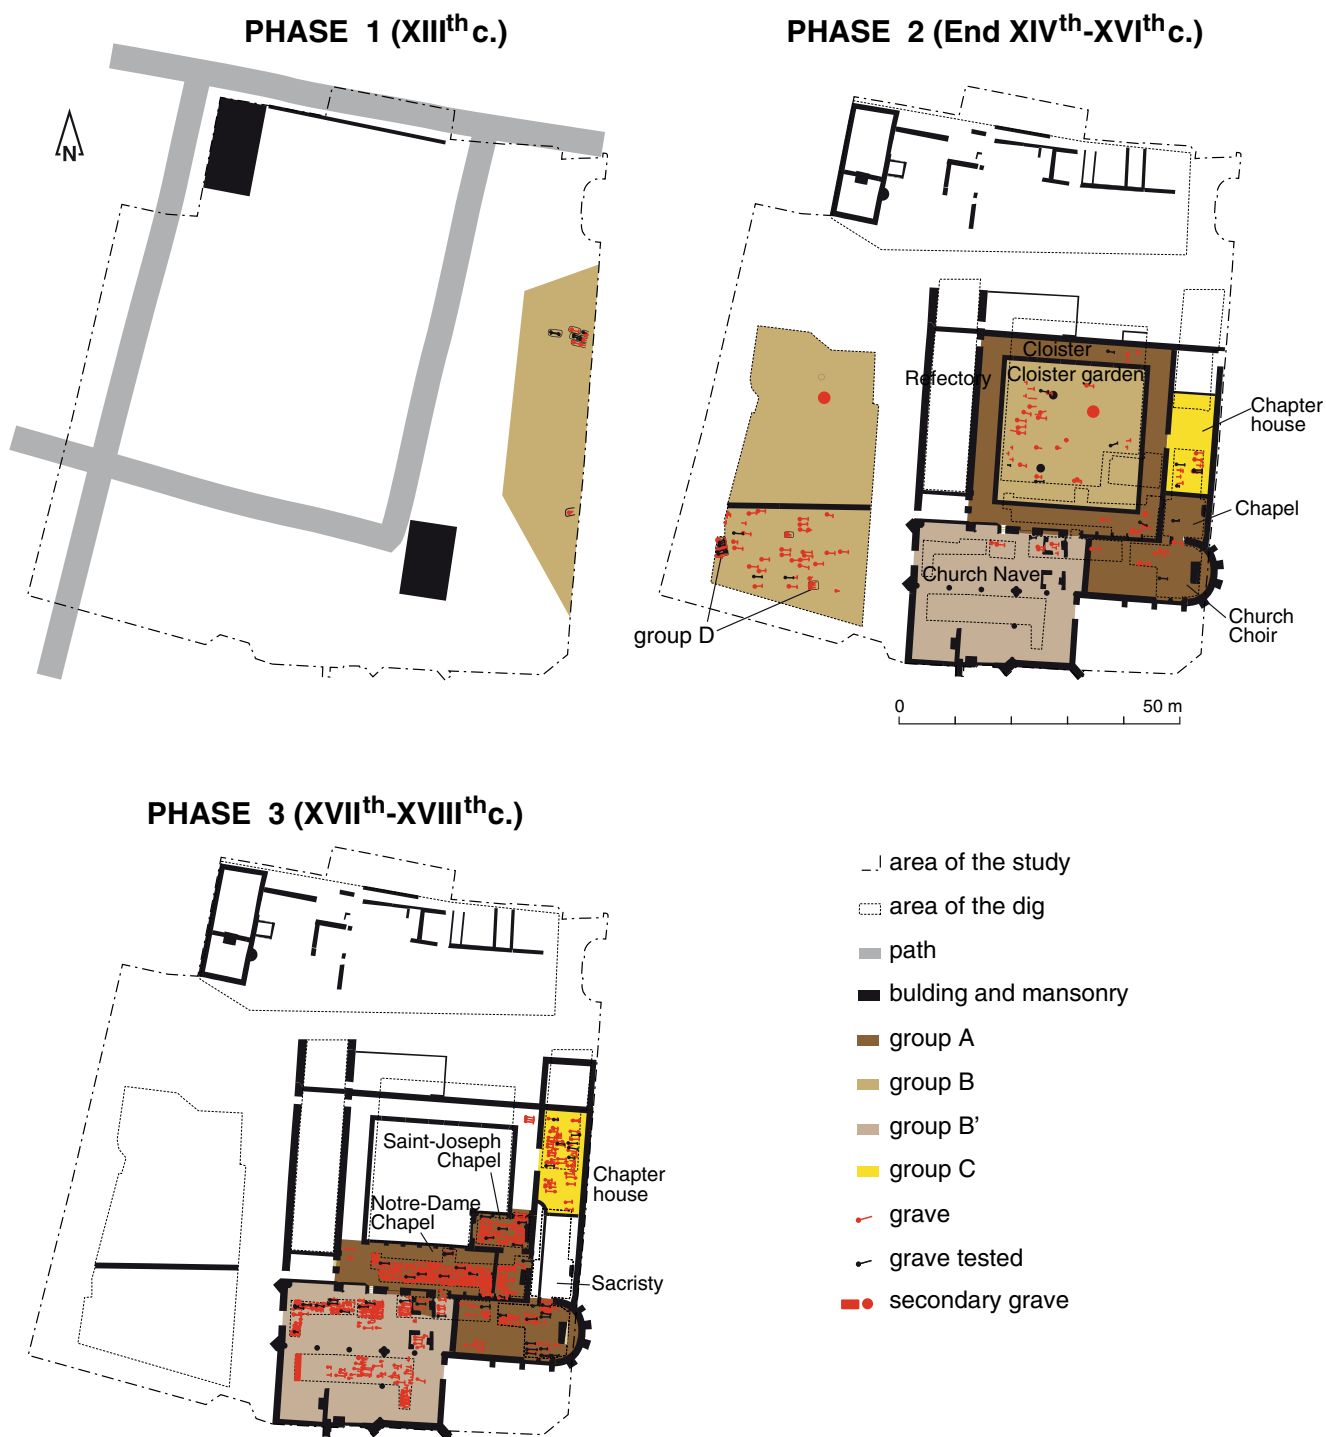 PHASE 1 (XIIIth c.)
PHASE 2 (End XIVth-XVIth c.)
N
Cloister
Cloister garden
Refectory
Chapter
house
Chapel
Church Nave
Church
Choir
group D
0 50 m
PHASE 3 (XVIIth-XVIIIth c.)
Saint-Joseph
Chapel
Notre-Dame
Chapel
Chapter
house
Sacristy
area of the study
area of the dig
path
bulding and mansonry
group A
group B
group B'
group C
grave
grave tested
secondary grave